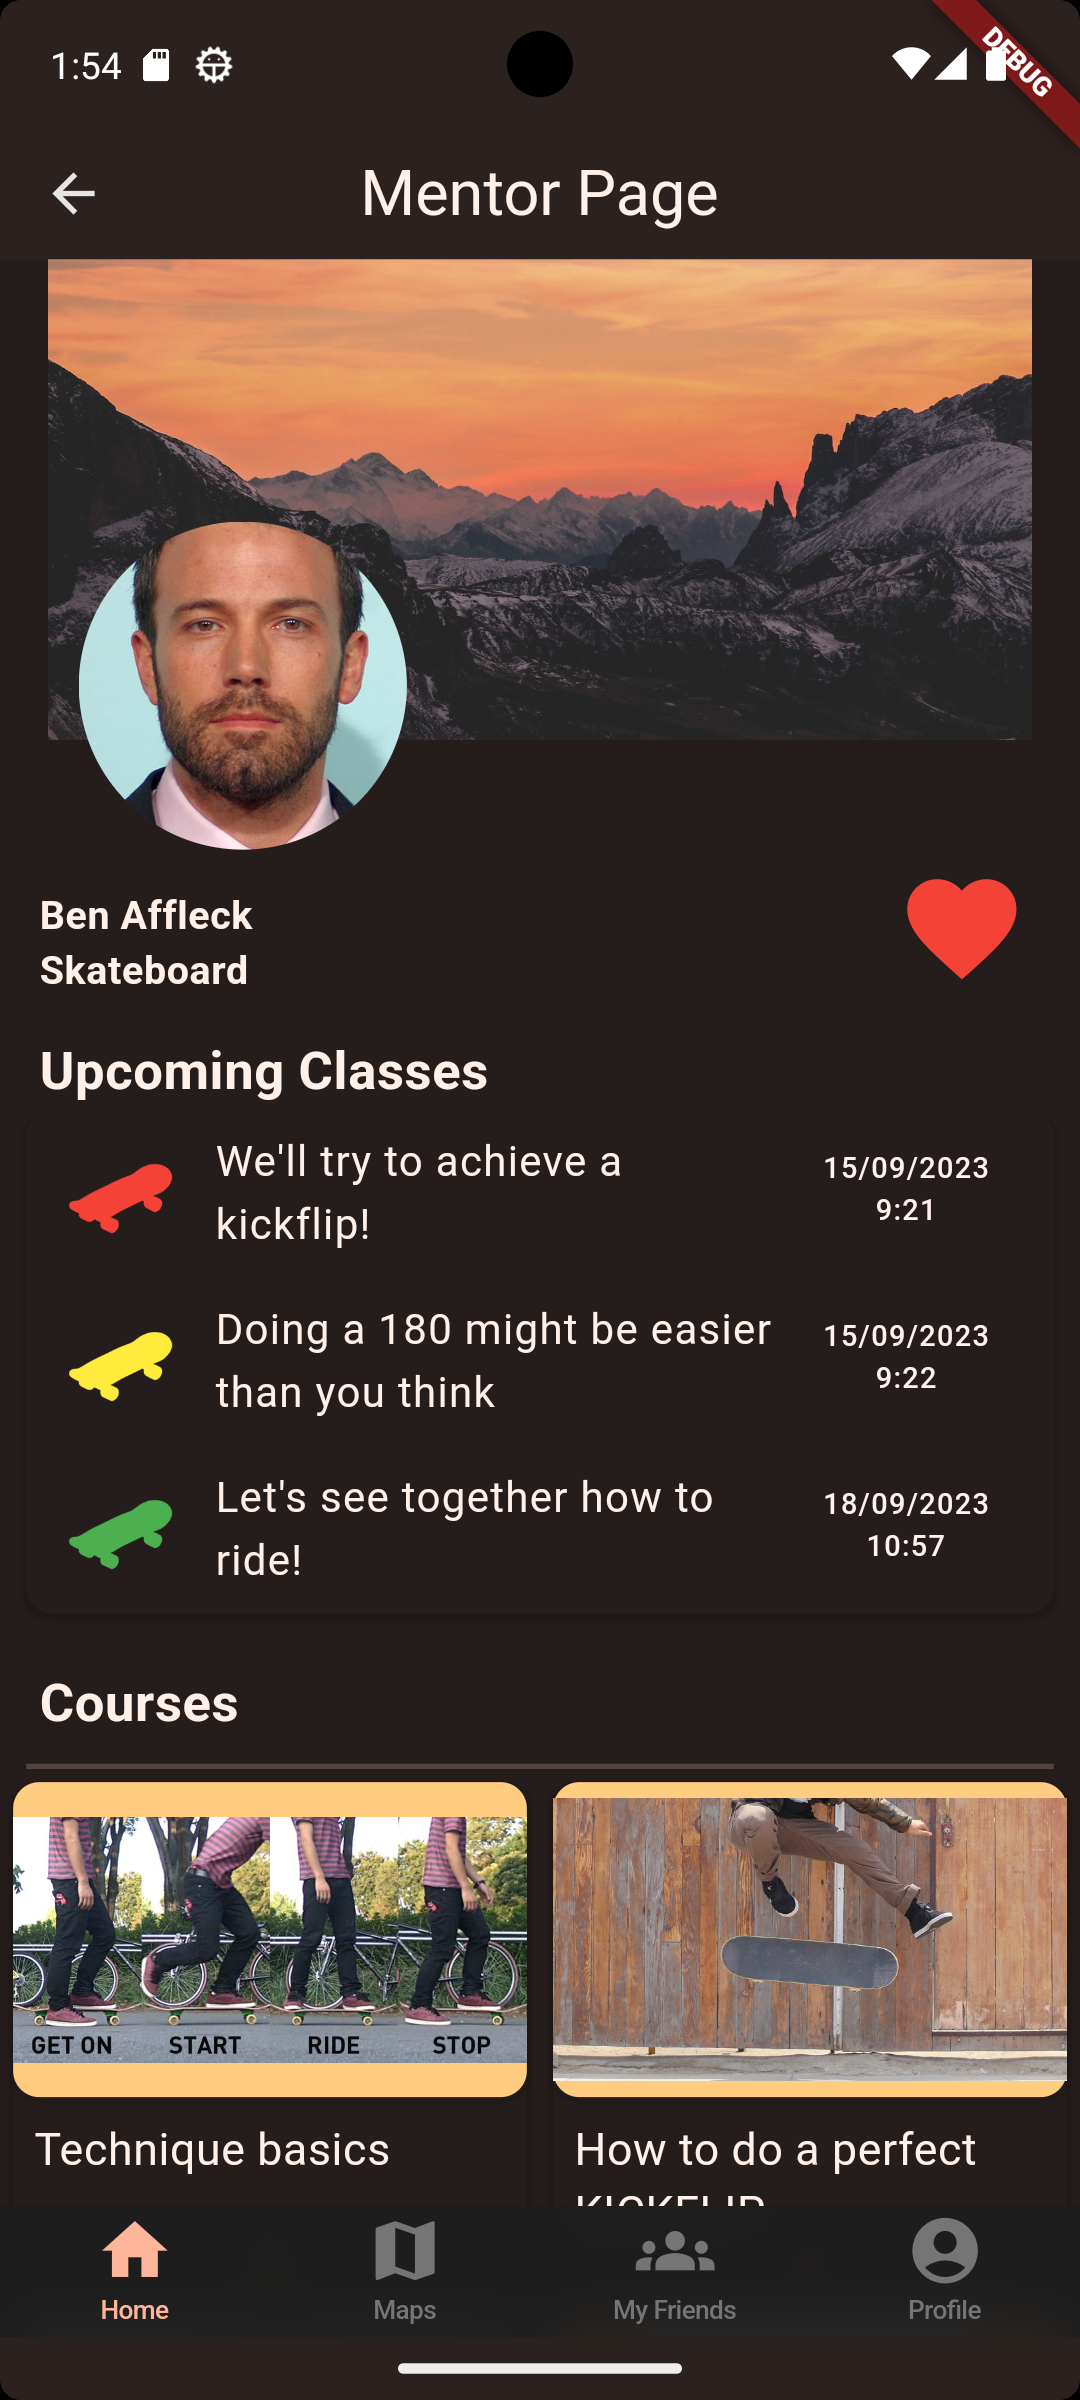 1:54
DEBUG
Mentor Page
Ben Affleck
Skateboard
Upcoming Classes
We'll try to achieve a
kickflip!
15/09/2023
9:21
Doing a 180 might be easier
than you think
15/09/2023
9:22
Let's see together how to
ride!
18/09/2023
10:57
Courses
GET ON START RIDE STOP
Technique basics
How to do a perfect
KICKFLIP
Home Maps My Friends Profile